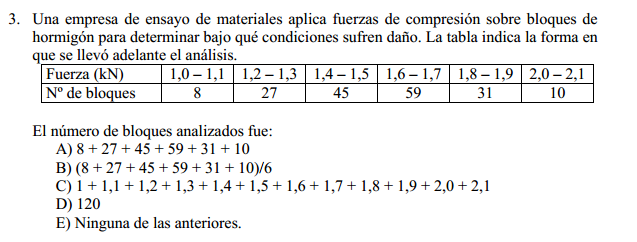 3. Una empresa de ensayo de materiales aplica fuerzas de compresión sobre bloques de
hormigón para determinar bajo qué condiciones sufren daño. La tabla indica la forma en
que se llevó adelante el análisis.
Fuerza (kN) 1,0 – 1,1 1,2 – 1,3 1,4 – 1,5 1,6 – 1,7 1,8 – 1,9 2,0 – 2,1
Nº de bloques 8 27 45 59 31 10
El número de bloques analizados fue:
A) 8 + 27 + 45 + 59 + 31 + 10
B) (8 + 27 + 45 + 59 + 31 + 10)/6
C) 1 + 1,1 + 1,2 + 1,3 + 1,4 + 1,5 + 1,6 + 1,7 + 1,8 + 1,9 + 2,0 + 2,1
D) 120
E) Ninguna de las anteriores.